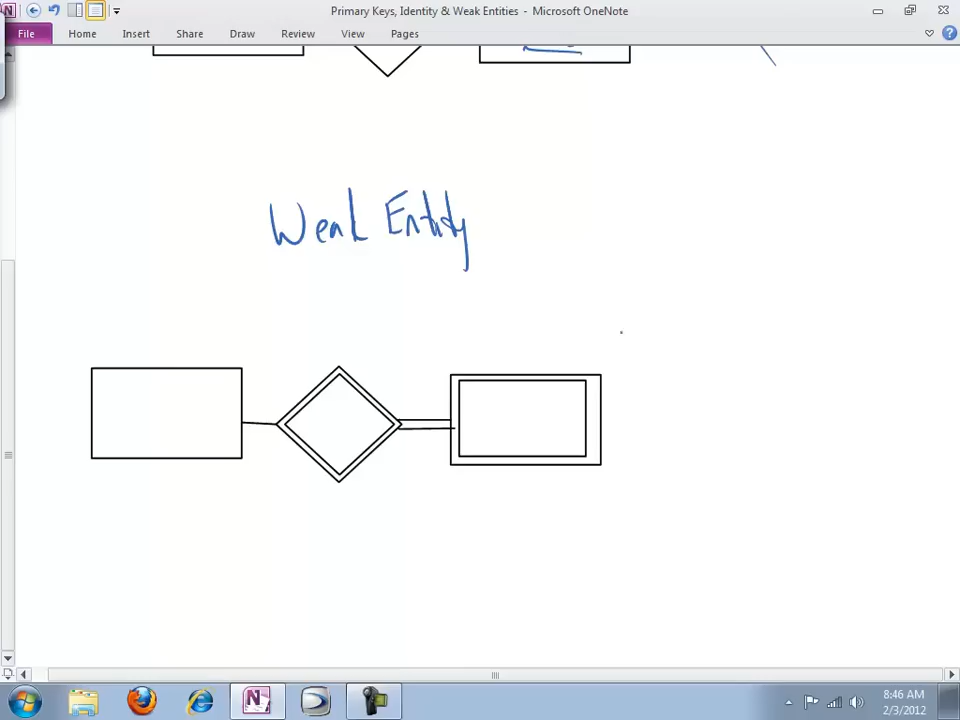 Primary Keys, Identity & Weak Entities - Microsoft OneNote
File Home Insert Share Draw Review View Pages
Weak Entity
8:46 AM
2/3/2012